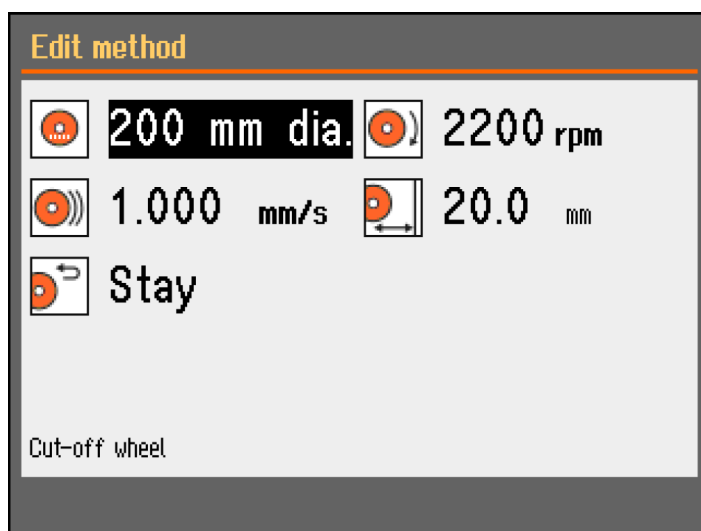 Edit method
200 mm dia. 2200 rpm
1.000 mm/s 20.0 mm
Stay
Cut-off wheel